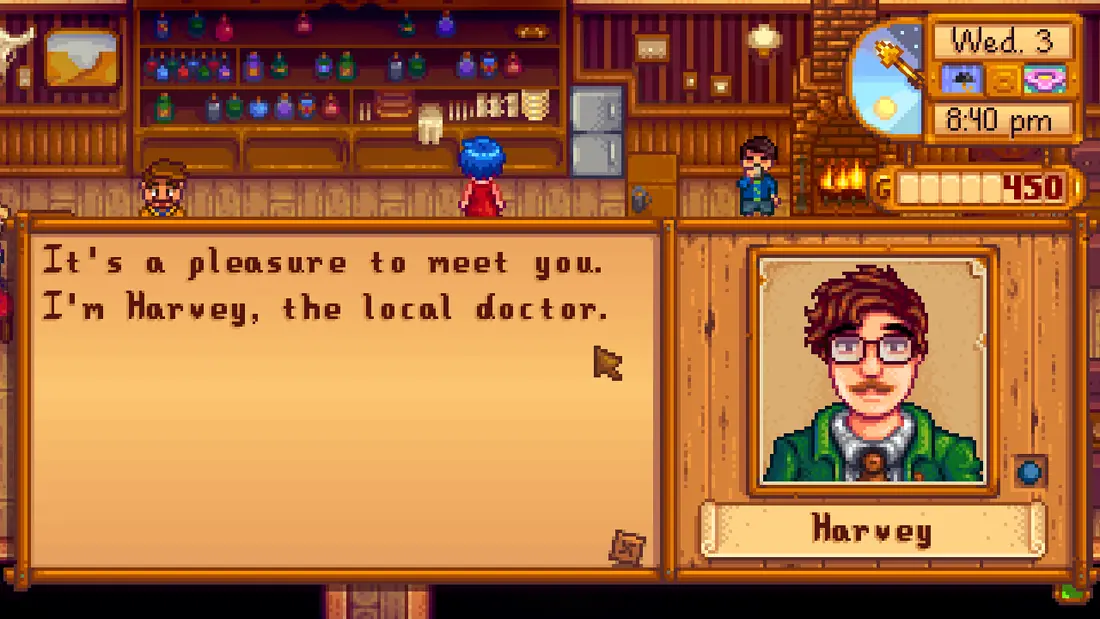 Wed. 3
8:40 pm
450
It's a pleasure to meet you.
I'm Harvey, the local doctor.
Harvey